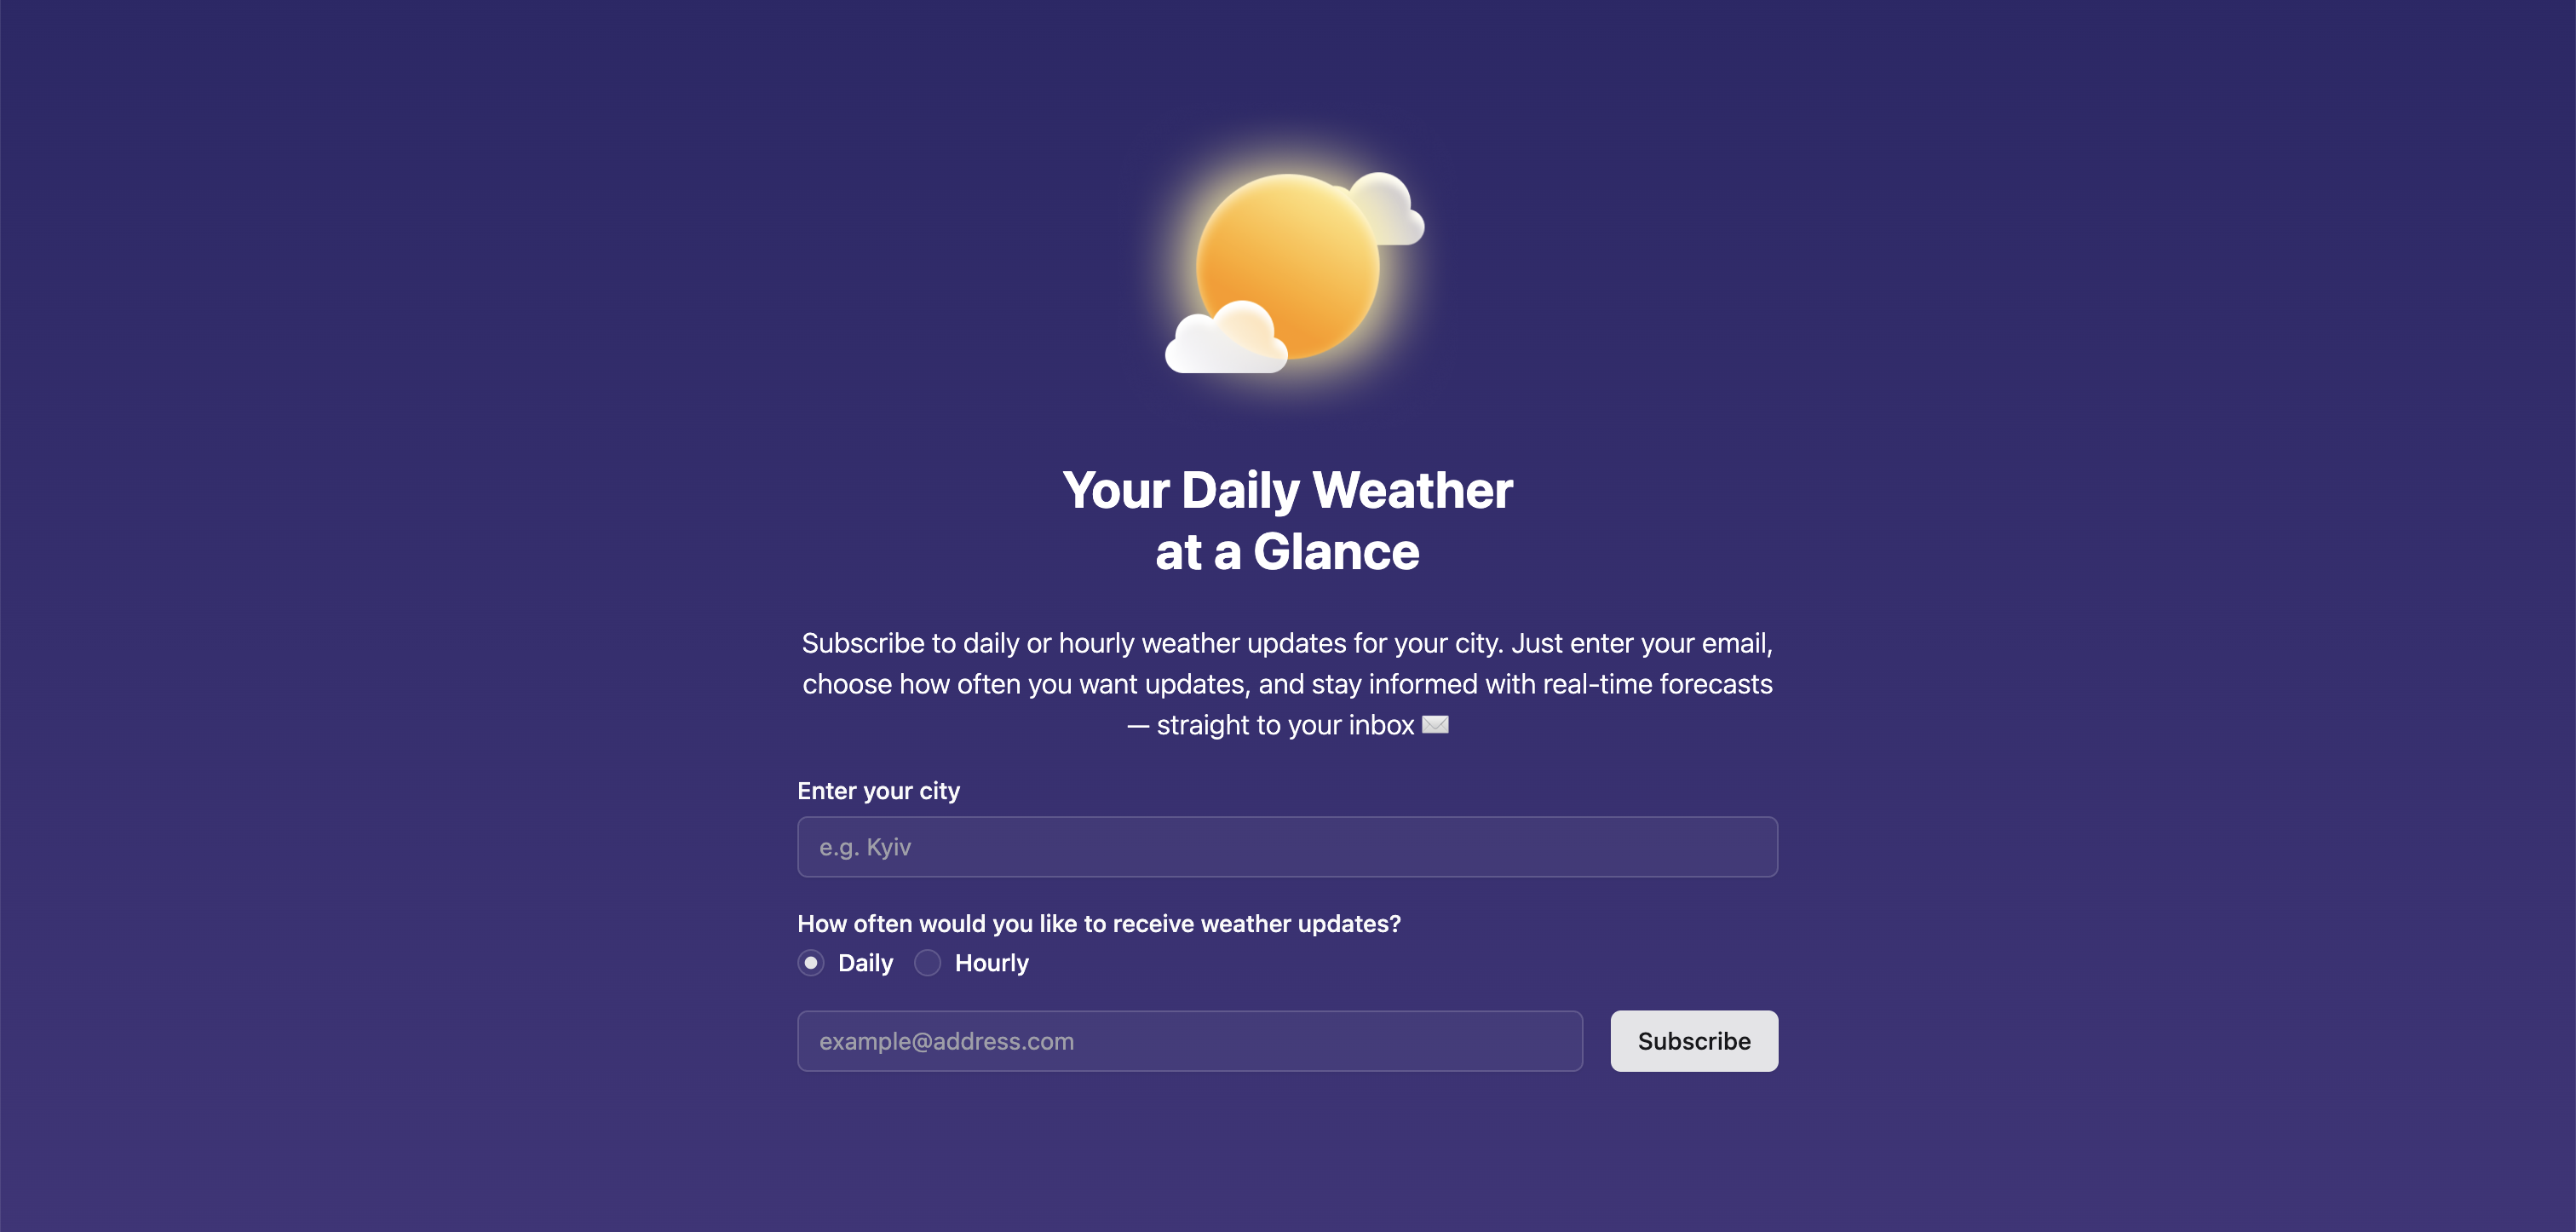 Your Daily Weather
at a Glance
Subscribe to daily or hourly weather updates for your city. Just enter your email,
choose how often you want updates, and stay informed with real-time forecasts
— straight to your inbox ✉️
Enter your city
e.g. Kyiv
How often would you like to receive weather updates?
Daily Hourly
example@address.com Subscribe